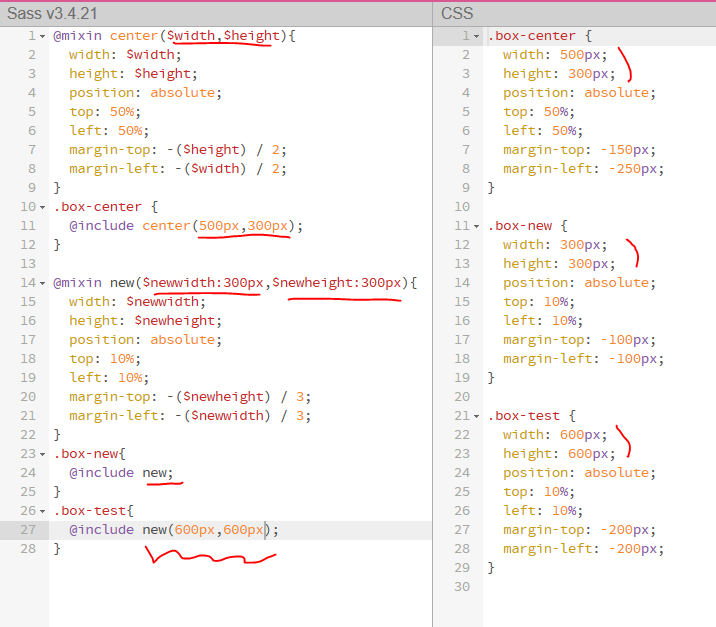 Sass v3.4.21
1 @mixin center($width,$height){
2 width: $width;
3 height: $height;
4 position: absolute;
5 top: 50%;
6 left: 50%;
7 margin-top: -($height) / 2;
8 margin-left: -($width) / 2;
9 }
10 .box-center {
11 @include center(500px,300px);
12 }
13
14 @mixin new($newwidth:300px,$newheight:300px){
15 width: $newwidth;
16 height: $newheight;
17 position: absolute;
18 top: 10%;
19 left: 10%;
20 margin-top: -($newheight) / 3;
21 margin-left: -($newwidth) / 3;
22 }
23 .box-new{
24 @include new;
25 }
26 .box-test{
27 @include new(600px,600px);
28 }
CSS
1 .box-center {
2 width: 500px;
3 height: 300px;
4 position: absolute;
5 top: 50%;
6 left: 50%;
7 margin-top: -150px;
8 margin-left: -250px;
9 }
10
11 .box-new {
12 width: 300px;
13 height: 300px;
14 position: absolute;
15 top: 10%;
16 left: 10%;
17 margin-top: -100px;
18 margin-left: -100px;
19 }
20
21 .box-test {
22 width: 600px;
23 height: 600px;
24 position: absolute;
25 top: 10%;
26 left: 10%;
27 margin-top: -200px;
28 margin-left: -200px;
29 }
30